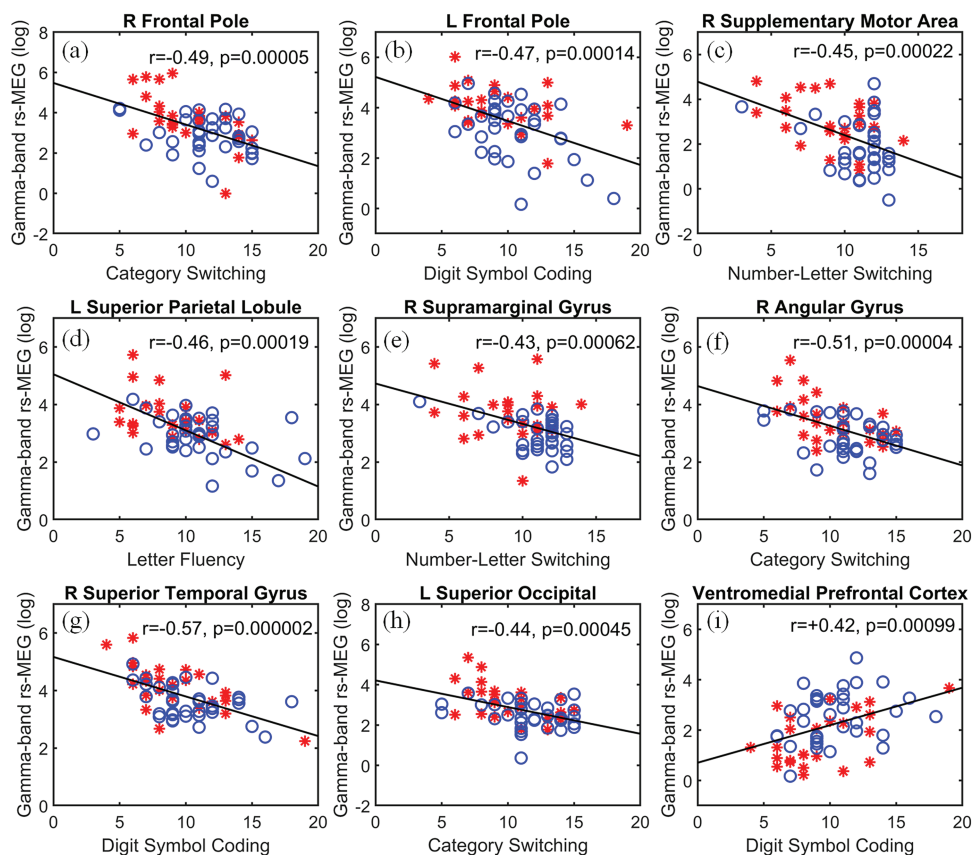 R Frontal Pole
(a)
r=-0.49, p=0.00005
Gamma-band rs-MEG (log)
8
6
4
2
0
-2
0 5 10 15 20
Category Switching
L Frontal Pole
(b)
r=-0.47, p=0.00014
Gamma-band rs-MEG (log)
6
4
2
0
0 5 10 15 20
Digit Symbol Coding
R Supplementary Motor Area
(c)
r=-0.45, p=0.00022
Gamma-band rs-MEG (log)
6
4
2
0
-2
0 5 10 15 20
Number-Letter Switching
L Superior Parietal Lobule
(d)
r=-0.46, p=0.00019
Gamma-band rs-MEG (log)
6
4
2
0
0 5 10 15 20
Letter Fluency
R Supramarginal Gyrus
(e)
r=-0.43, p=0.00062
Gamma-band rs-MEG (log)
6
4
2
0
0 5 10 15 20
Number-Letter Switching
R Angular Gyrus
(f)
r=-0.51, p=0.00004
Gamma-band rs-MEG (log)
6
4
2
0
0 5 10 15 20
Category Switching
R Superior Temporal Gyrus
(g)
r=-0.57, p=0.000002
Gamma-band rs-MEG (log)
6
4
2
0
0 5 10 15 20
Digit Symbol Coding
L Superior Occipital
(h)
r=-0.44, p=0.00045
Gamma-band rs-MEG (log)
8
6
4
2
0
-2
0 5 10 15 20
Category Switching
Ventromedial Prefrontal Cortex
(i)
r=+0.42, p=0.00099
Gamma-band rs-MEG (log)
6
4
2
0
0 5 10 15 20
Digit Symbol Coding